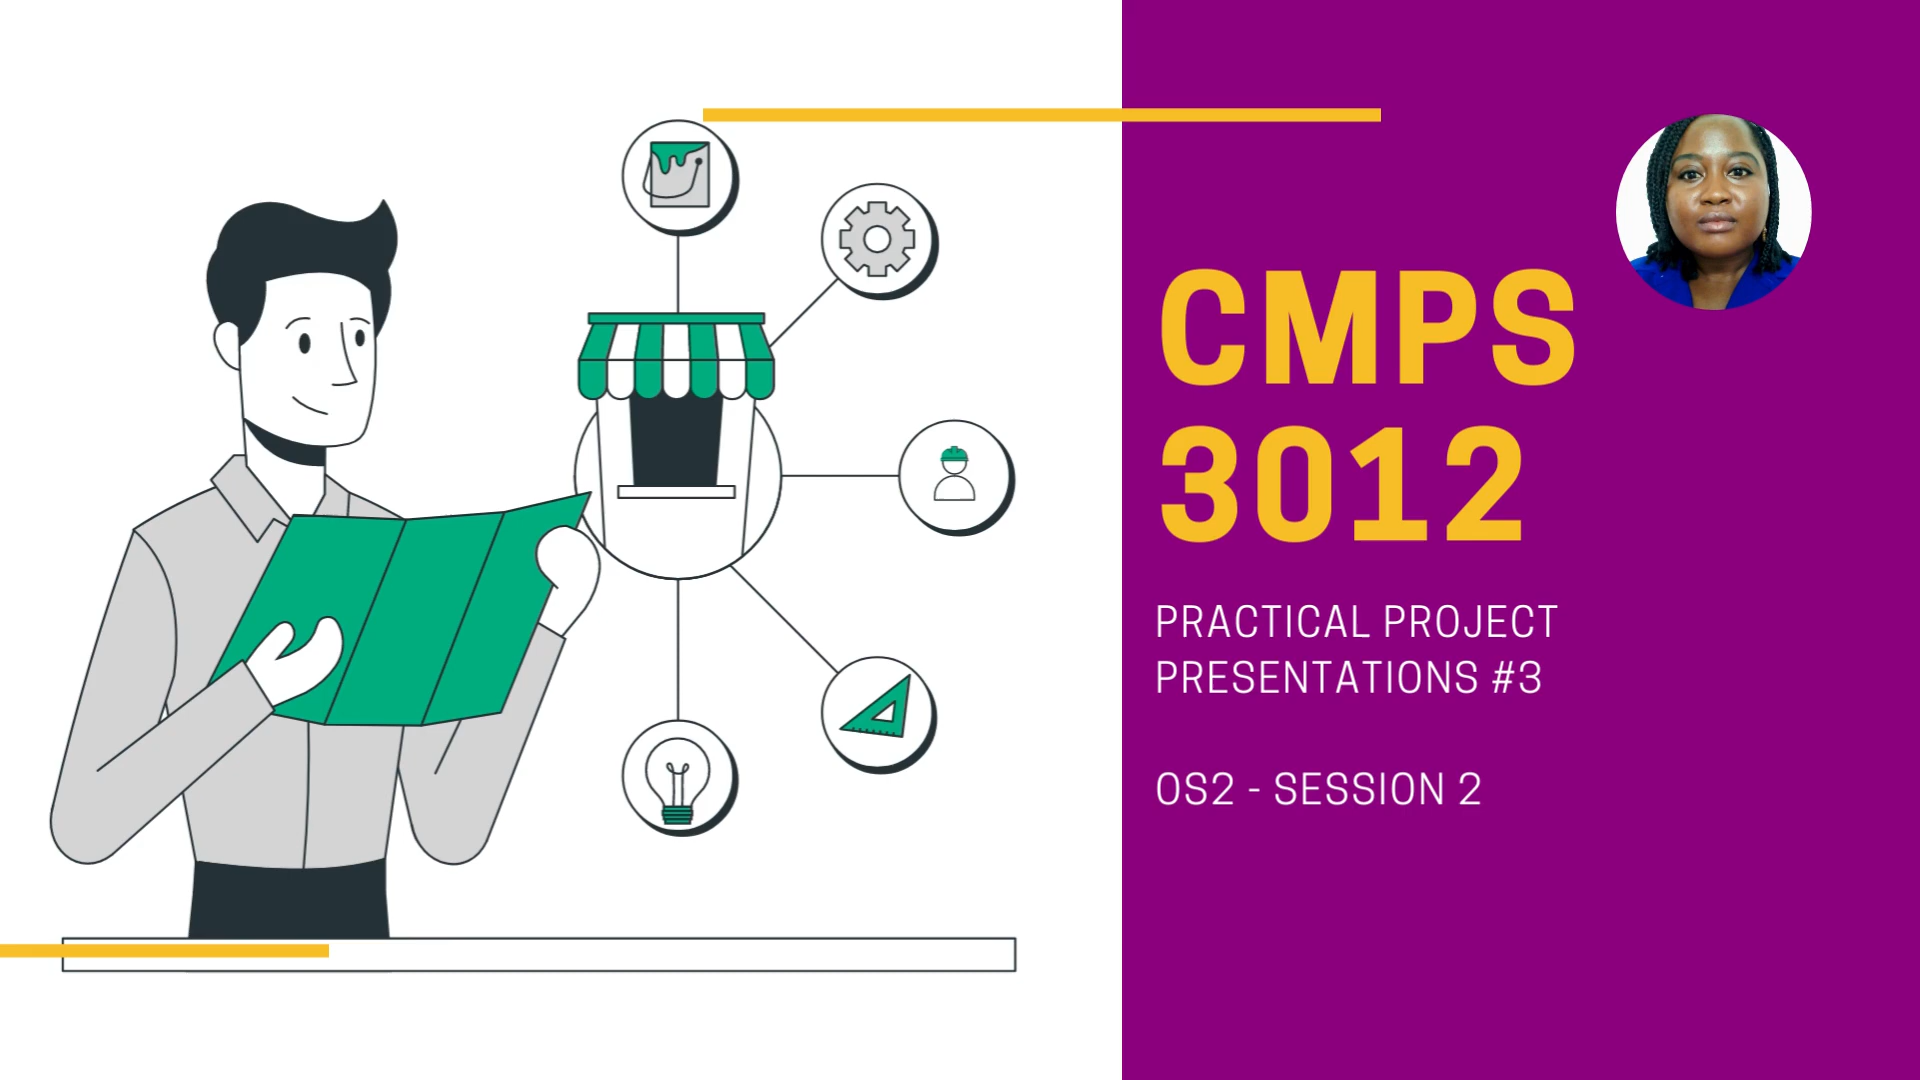 CMPS
3012
PRACTICAL PROJECT
PRESENTATIONS #3
OS2 - SESSION 2